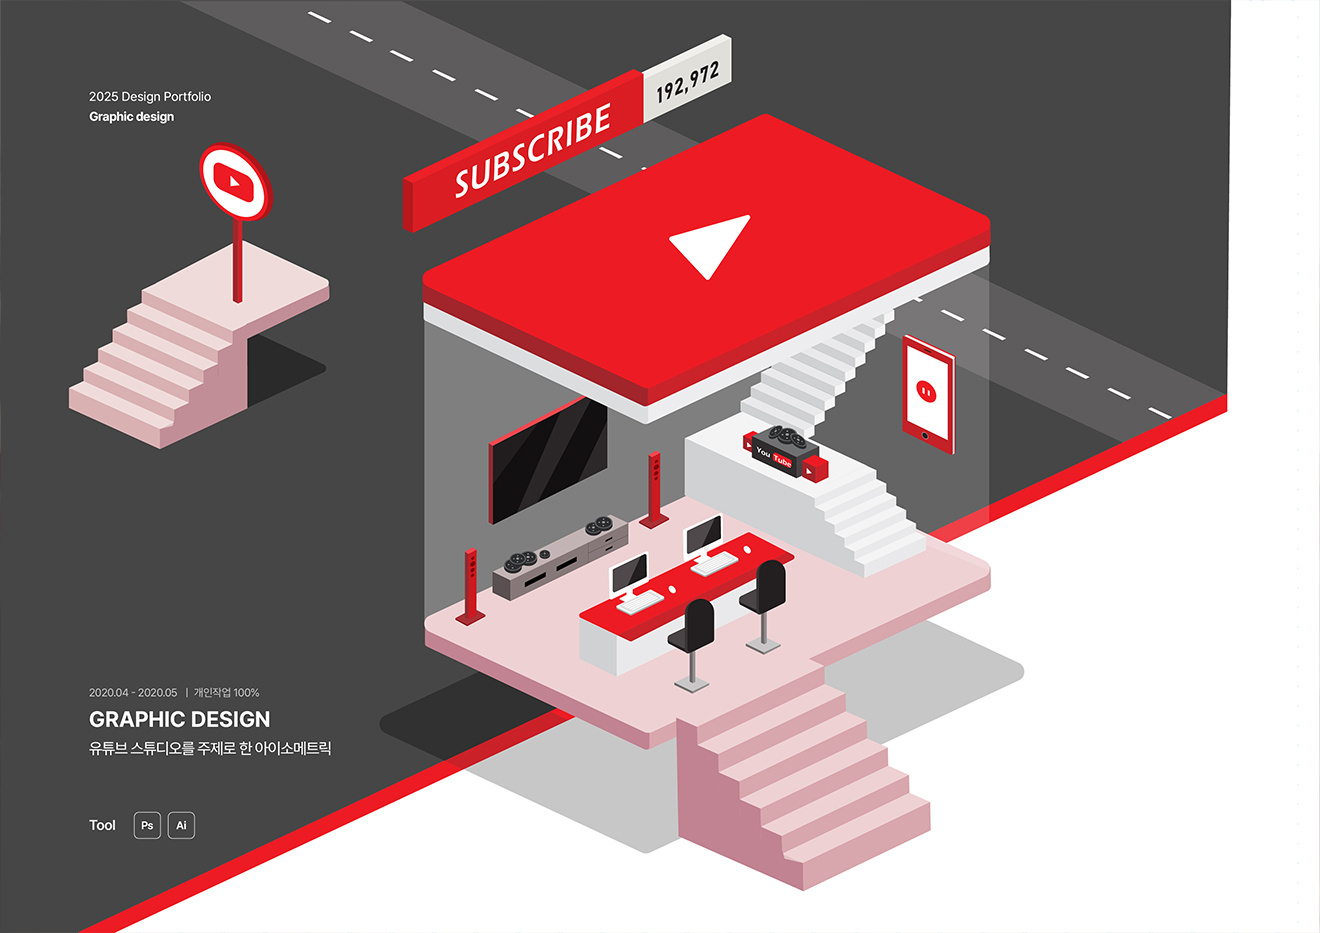 2025 Design Portfolio
Graphic design
SUBSCRIBE 192,972
You Tube
2020.04 - 2020.05 | 개인작업 100%
GRAPHIC DESIGN
유튜브 스튜디오를 주제로 한 아이소메트릭
Tool Ps Ai